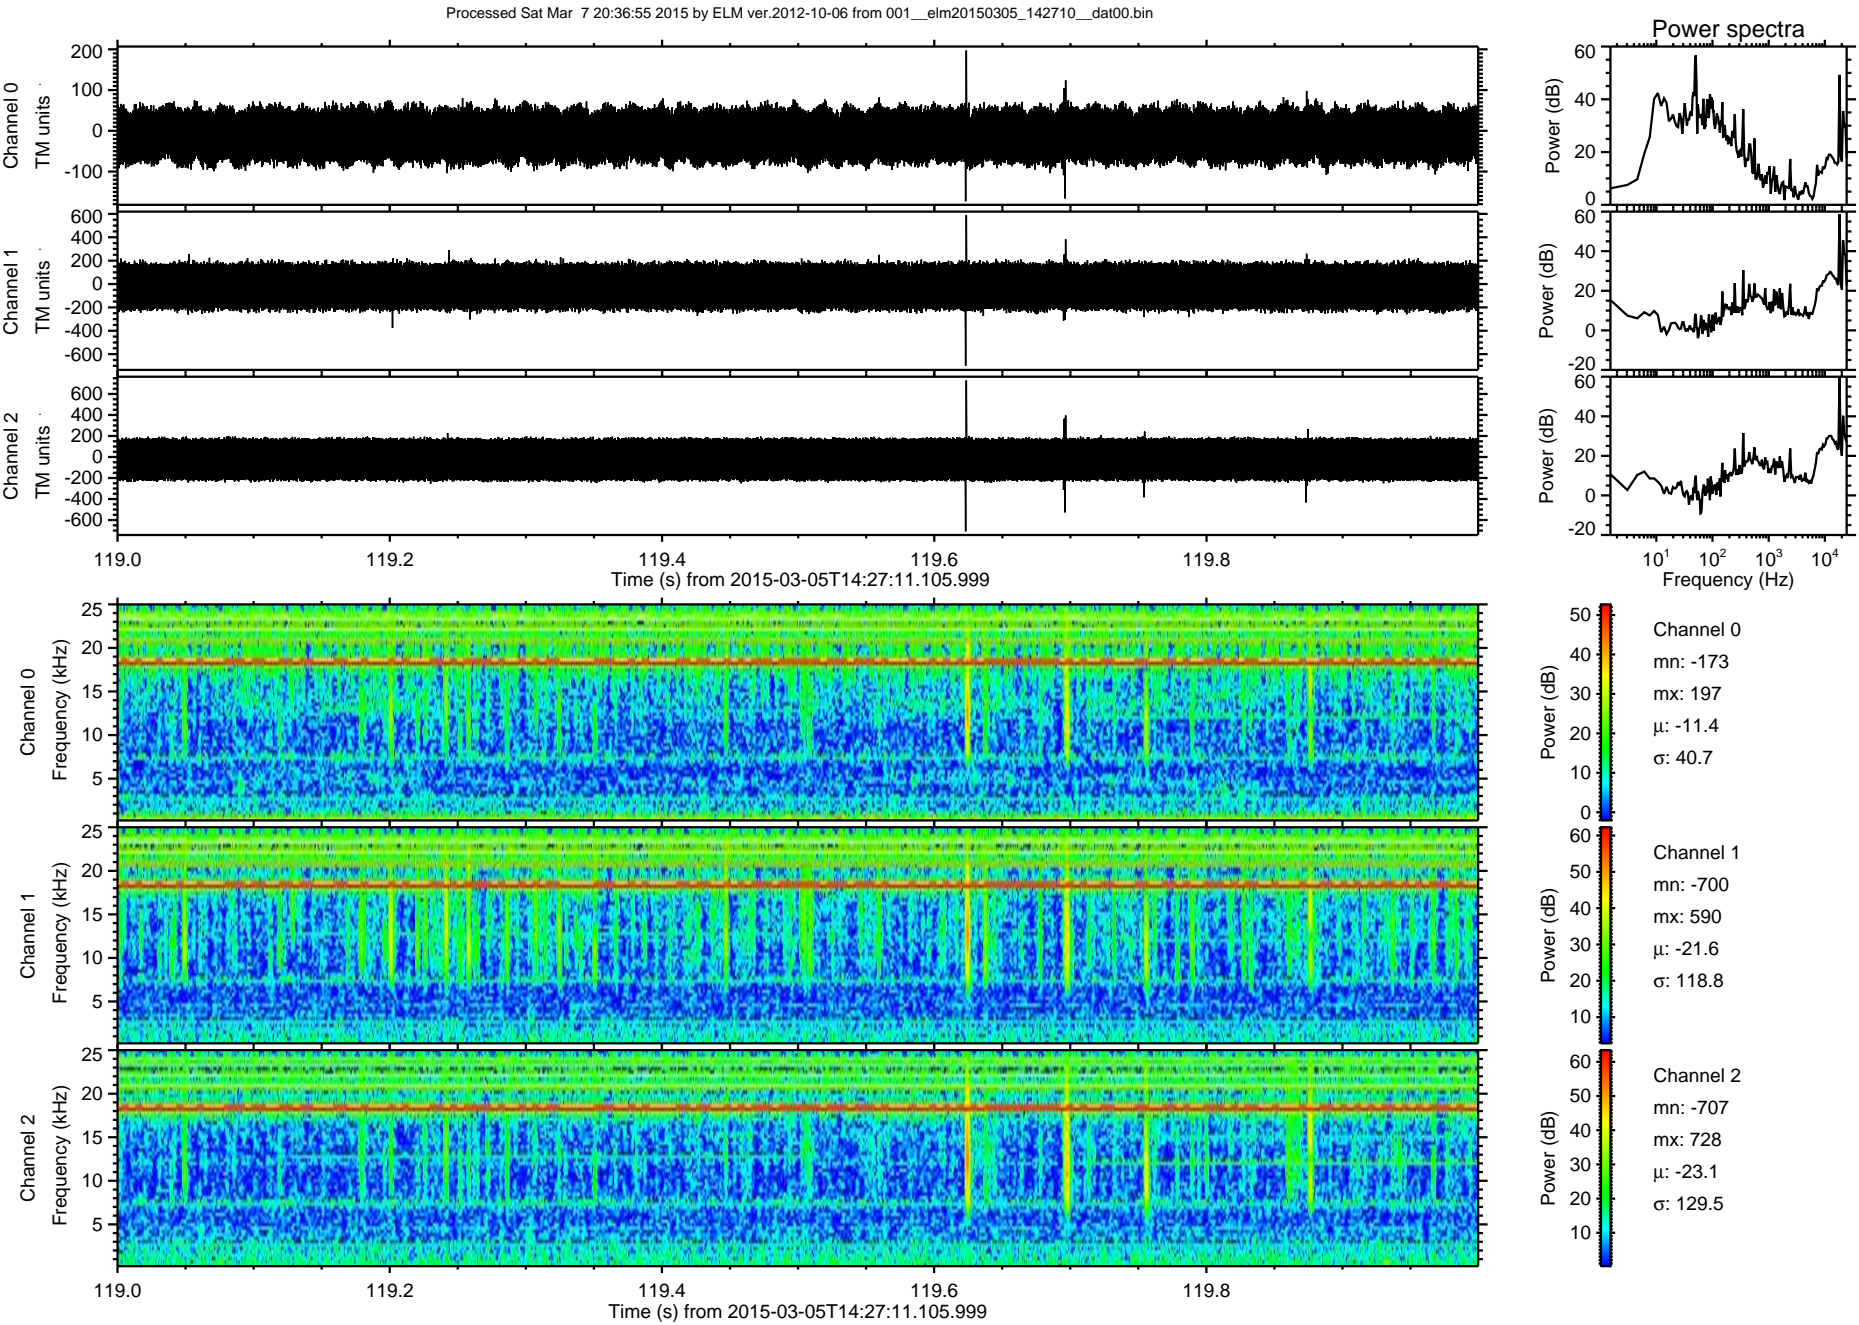 Processed Sat Mar  7 20:36:55 2015 by ELM ver.2012-10-06 from 001__elm20150305_142710__dat00.bin
Power spectra
Channel 0
TM units
200
100
0
-100
Power (dB)
60
40
20
0
Channel 1
TM units
600
400
200
0
-200
-400
-600
Power (dB)
60
40
20
0
-20
Channel 2
TM units
600
400
200
0
-200
-400
-600
Power (dB)
60
40
20
0
-20
119.0 119.2 119.4 119.6 119.8
Time (s) from 2015-03-05T14:27:11.105.999
10^1 10^2 10^3 10^4
Frequency (Hz)
Channel 0
Frequency (kHz)
25
20
15
10
5
Power (dB)
50
40
30
20
10
0
Channel 0
mn: -173
mx: 197
μ: -11.4
σ: 40.7
Channel 1
Frequency (kHz)
25
20
15
10
5
Power (dB)
60
50
40
30
20
10
Channel 1
mn: -700
mx: 590
μ: -21.6
σ: 118.8
Channel 2
Frequency (kHz)
25
20
15
10
5
Power (dB)
60
50
40
30
20
10
Channel 2
mn: -707
mx: 728
μ: -23.1
σ: 129.5
119.0 119.2 119.4 119.6 119.8
Time (s) from 2015-03-05T14:27:11.105.999